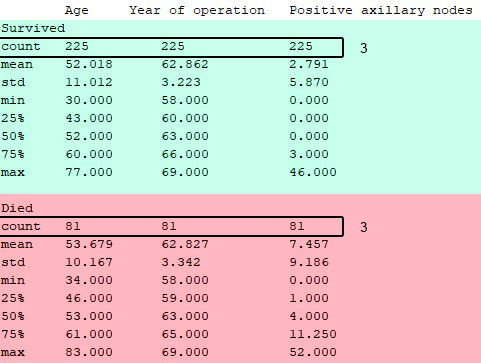 Age Year of operation Positive axillary nodes
Survived
count 225 225 225 3
mean 52.018 62.862 2.791
std 11.012 3.223 5.870
min 30.000 58.000 0.000
25% 43.000 60.000 0.000
50% 52.000 63.000 0.000
75% 60.000 66.000 3.000
max 77.000 69.000 46.000
Died
count 81 81 81 3
mean 53.679 62.827 7.457
std 10.167 3.342 9.186
min 34.000 58.000 0.000
25% 46.000 59.000 1.000
50% 53.000 63.000 4.000
75% 61.000 65.000 11.250
max 83.000 69.000 52.000